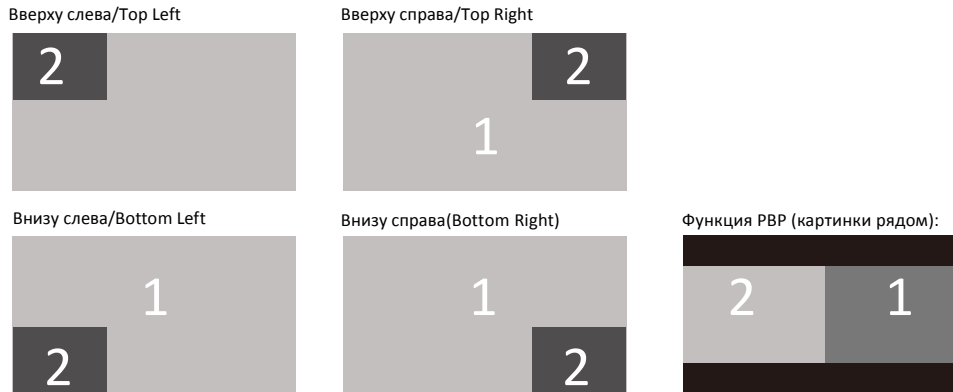 Вверху слева/Top Left
Вверху справа/Top Right
2
2
1
Внизу слева/Bottom Left
Внизу справа(Bottom Right)
Функция PBP (картинки рядом):
1
2
1
2
2
1